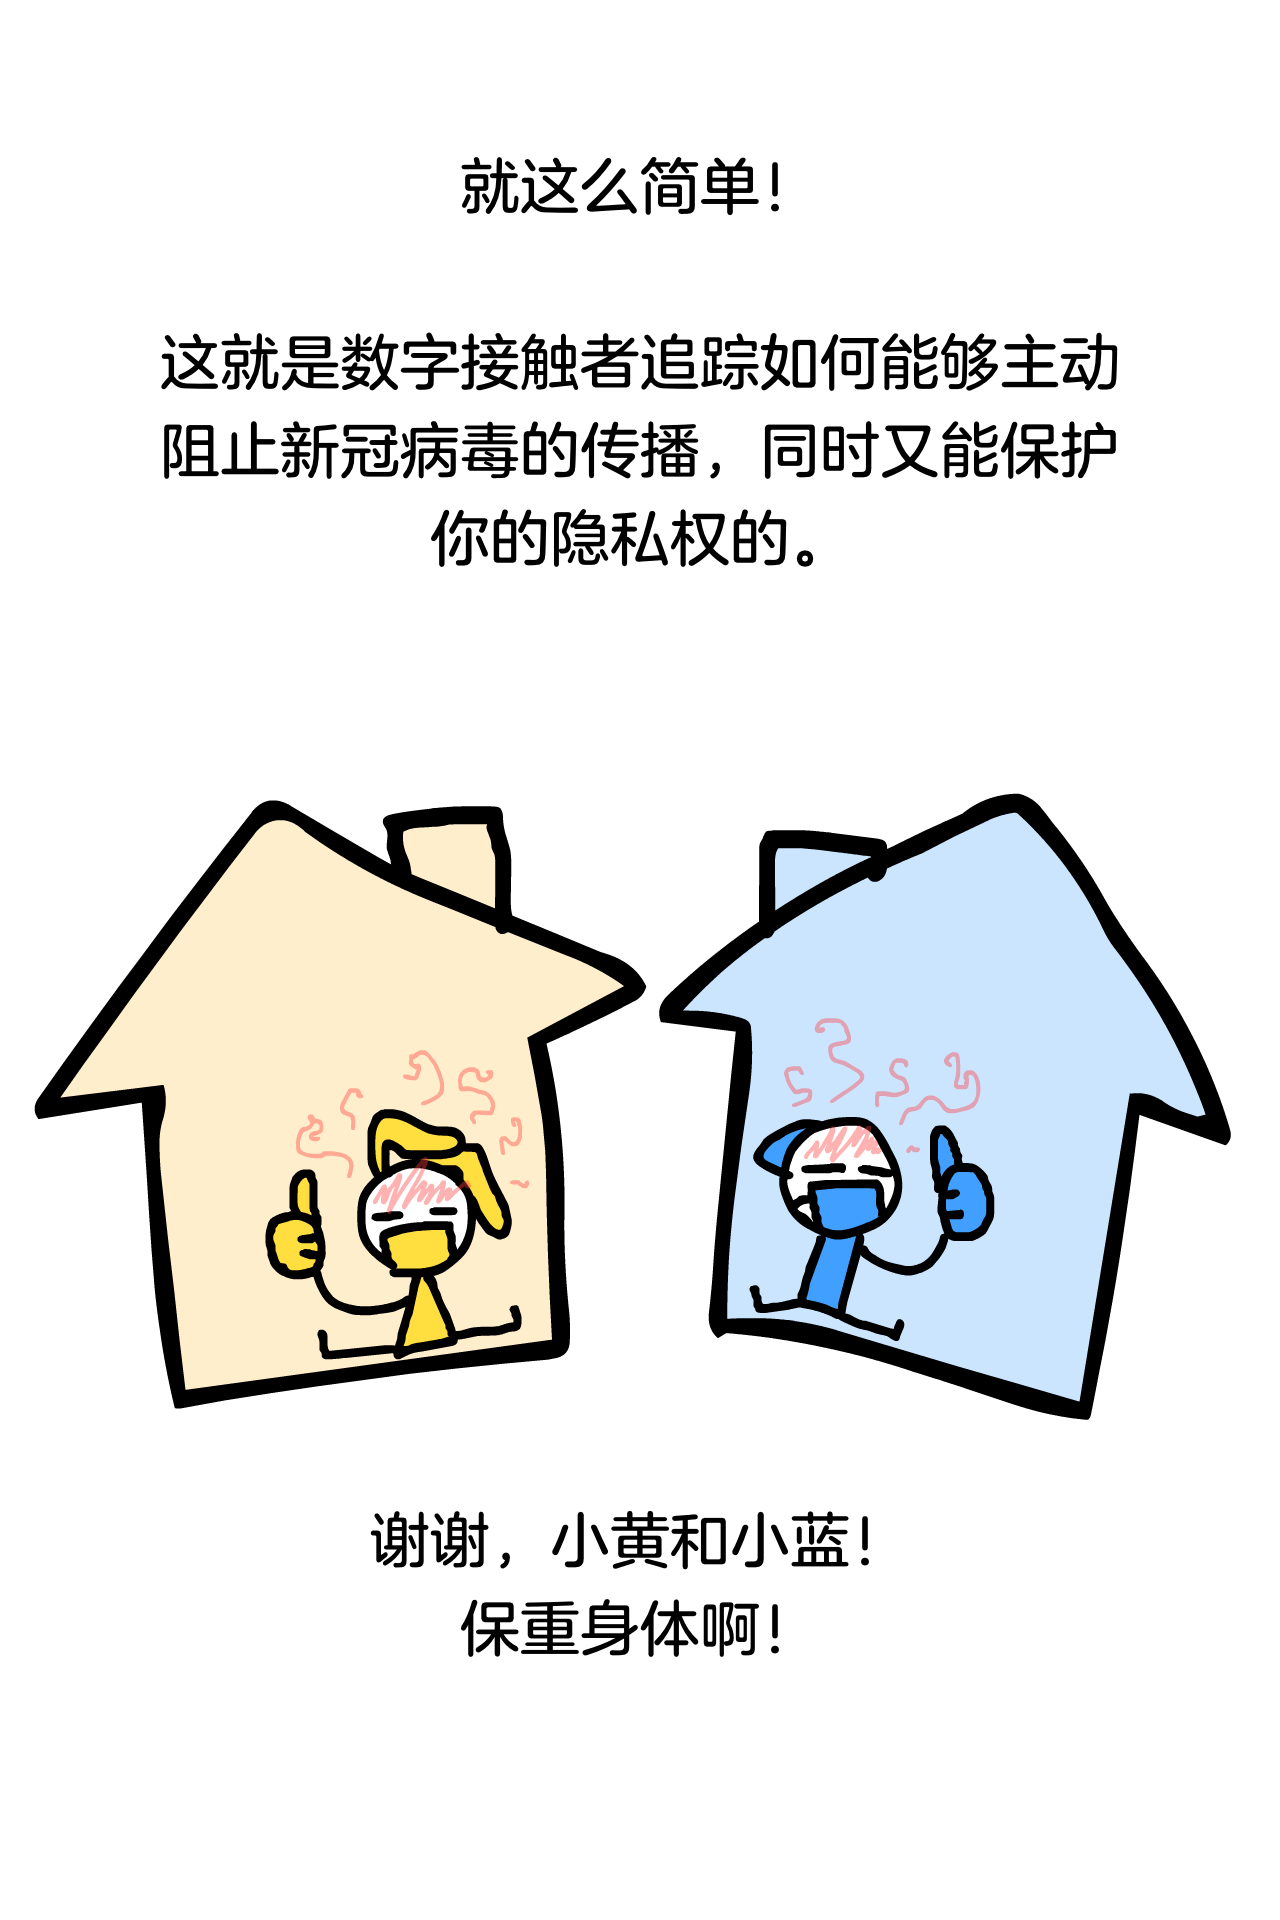 就这么简单！
这就是数字接触者追踪如何能够主动
阻止新冠病毒的传播，同时又能保护
你的隐私权的。
谢谢，小黄和小蓝！
保重身体啊！